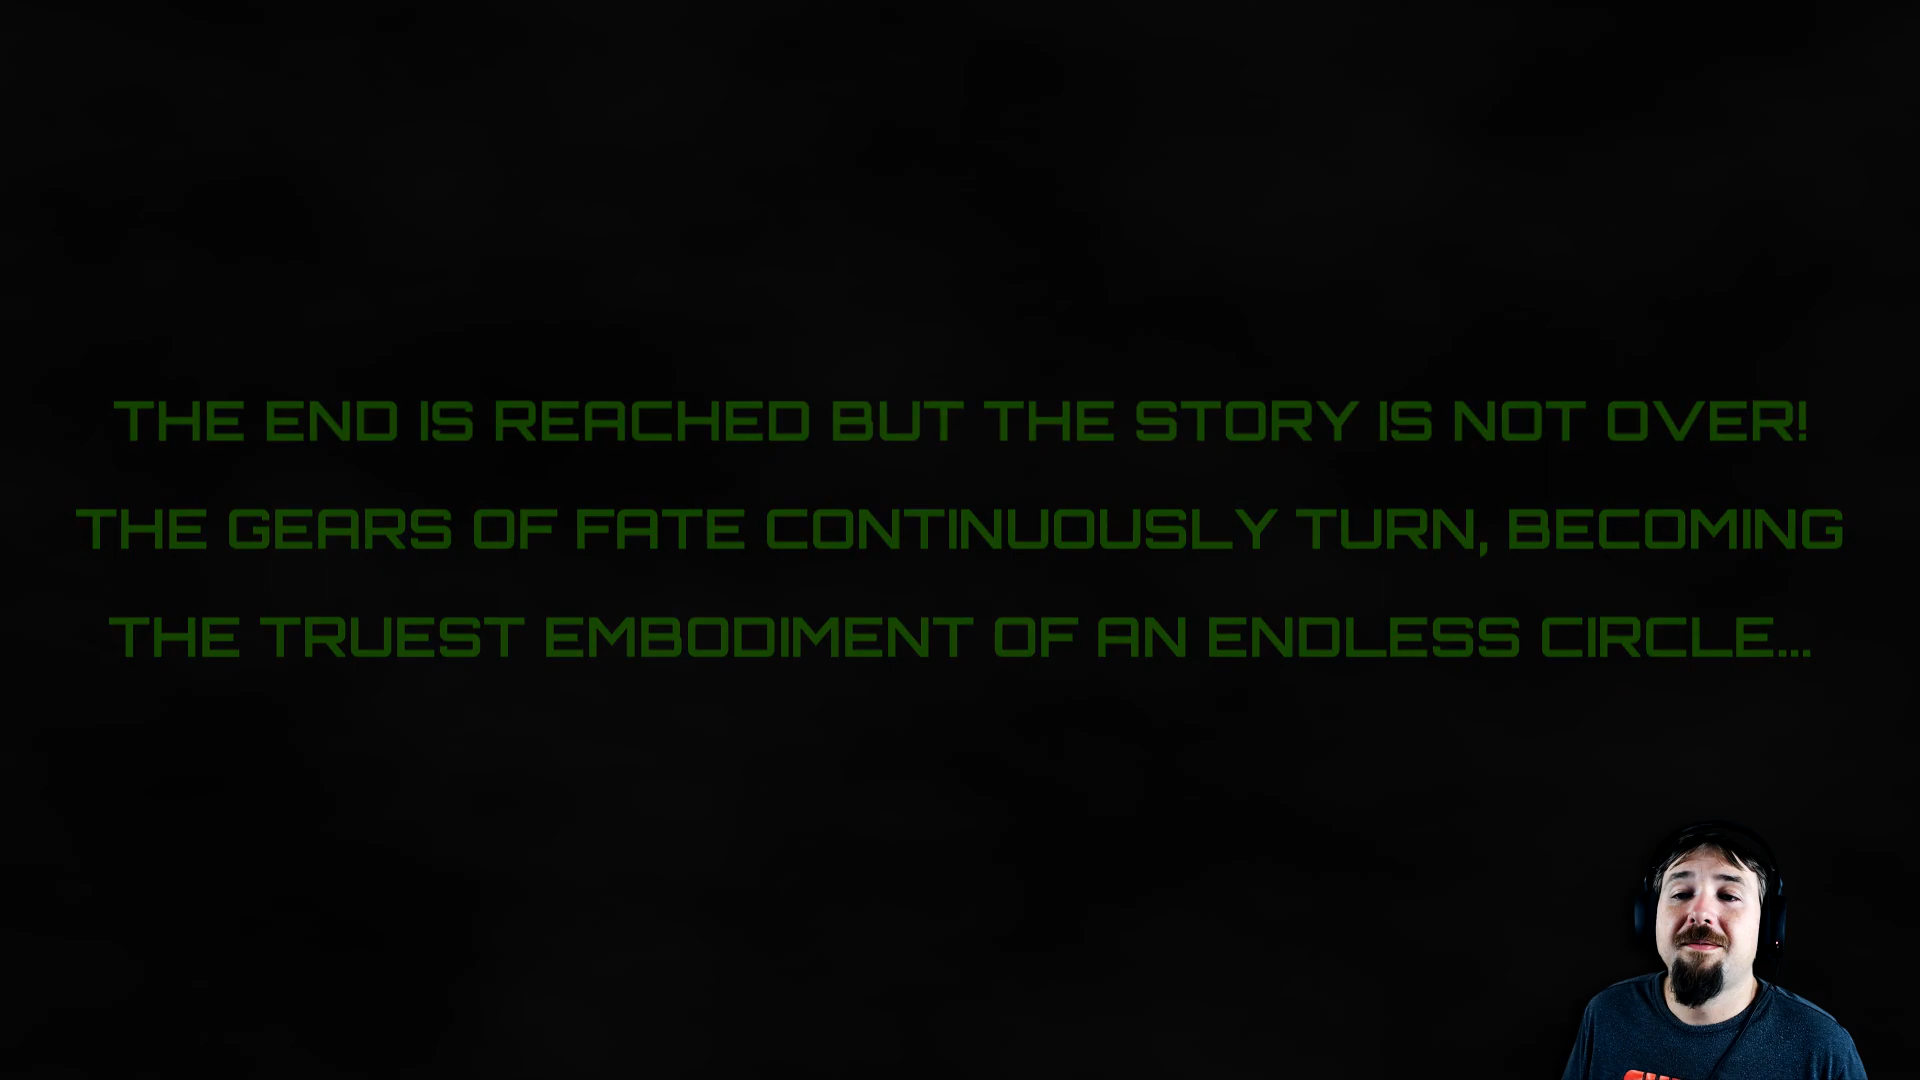 THE END IS REACHED BUT THE STORY IS NOT OVER!
THE GEARS OF FATE CONTINUOUSLY TURN, BECOMING
THE TRUEST EMBODIMENT OF AN ENDLESS CIRCLE...